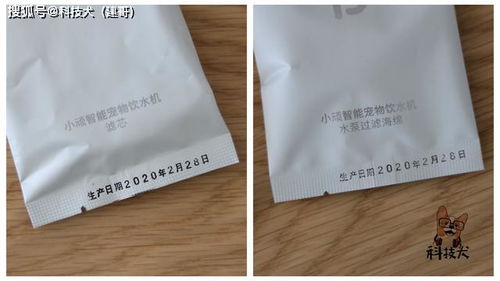 搜狐号@科技犬（建哥）
小顽智能宠物饮水机
滤芯
生产日期2020年2月28日
小顽智能宠物饮水机
水泵过滤海绵
生产日期2020年2月28日
科技犬